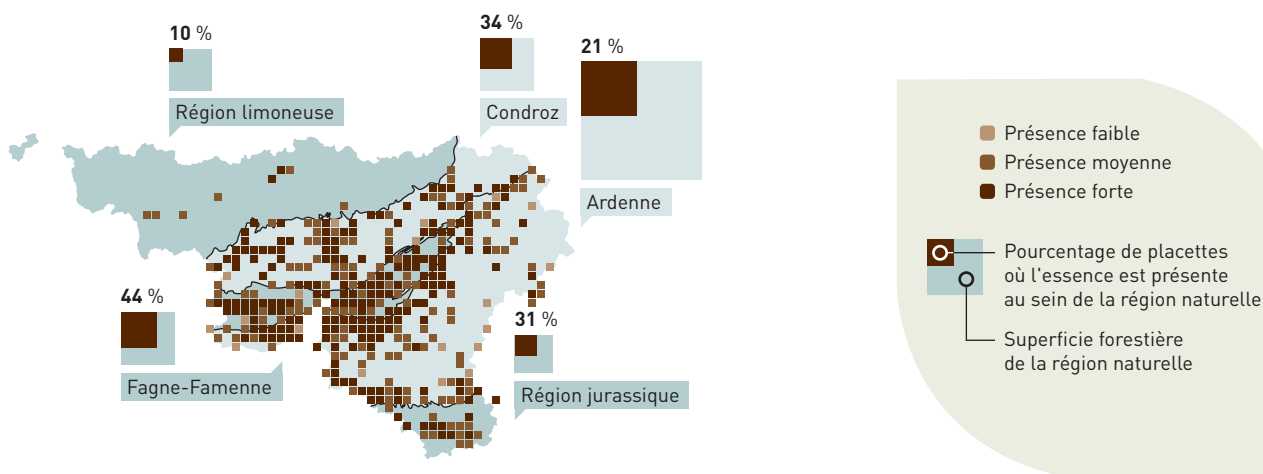 10 %
Région limoneuse
34 %
Condroz
21 %
Ardenne
44 %
Fagne-Famenne
31 %
Région jurassique
Présence faible
Présence moyenne
Présence forte
Pourcentage de placettes
où l'essence est présente
au sein de la région naturelle
Superficie forestière
de la région naturelle